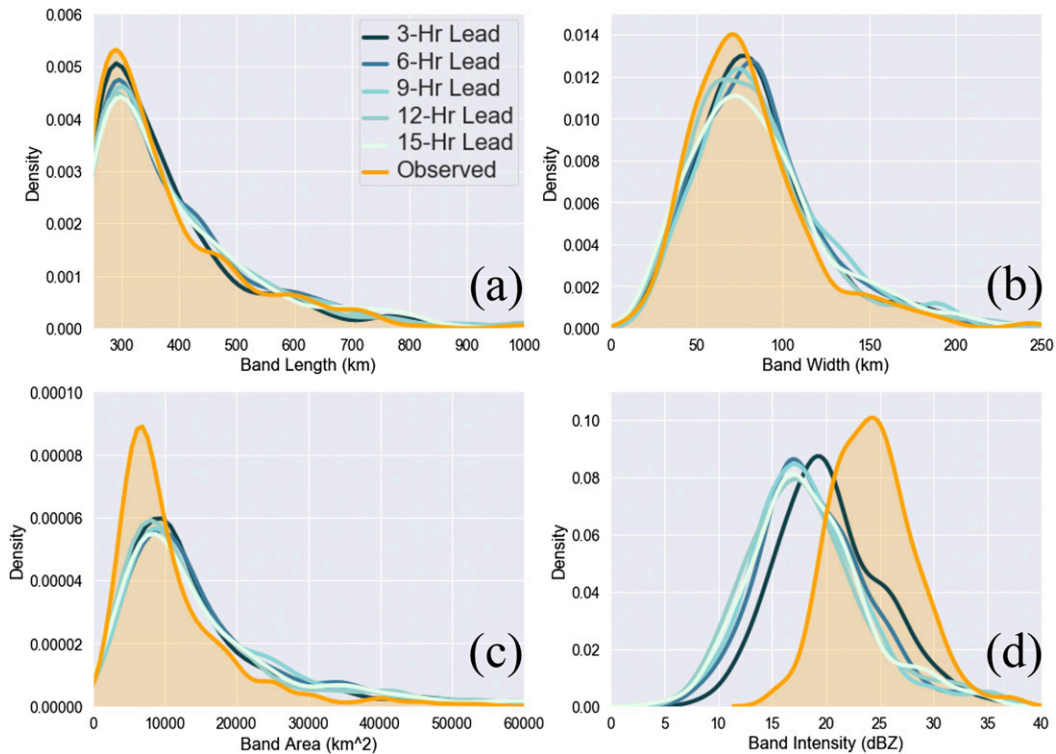 0.006
0.005
0.004
0.003
0.002
0.001
0.000
Density
300 400 500 600 700 800 900 1000
Band Length (km)
3-Hr Lead
6-Hr Lead
9-Hr Lead
12-Hr Lead
15-Hr Lead
Observed
(a)
0.014
0.012
0.010
0.008
0.006
0.004
0.002
0.000
Density
0 50 100 150 200 250
Band Width (km)
(b)
0.00010
0.00008
0.00006
0.00004
0.00002
0.00000
Density
0 10000 20000 30000 40000 50000 60000
Band Area (km^2)
(c)
0.10
0.08
0.06
0.04
0.02
0.00
Density
0 5 10 15 20 25 30 35 40
Band Intensity (dBZ)
(d)